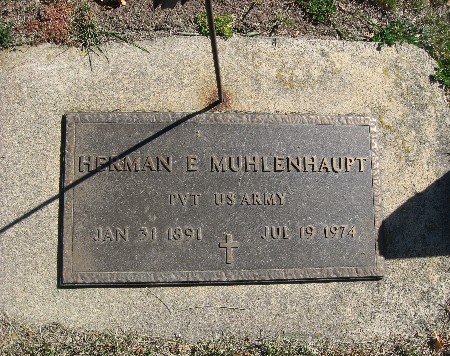 HERMAN E MUHLENHAUPT
PVT US ARMY
JAN 31 1891 JUL 19 1974